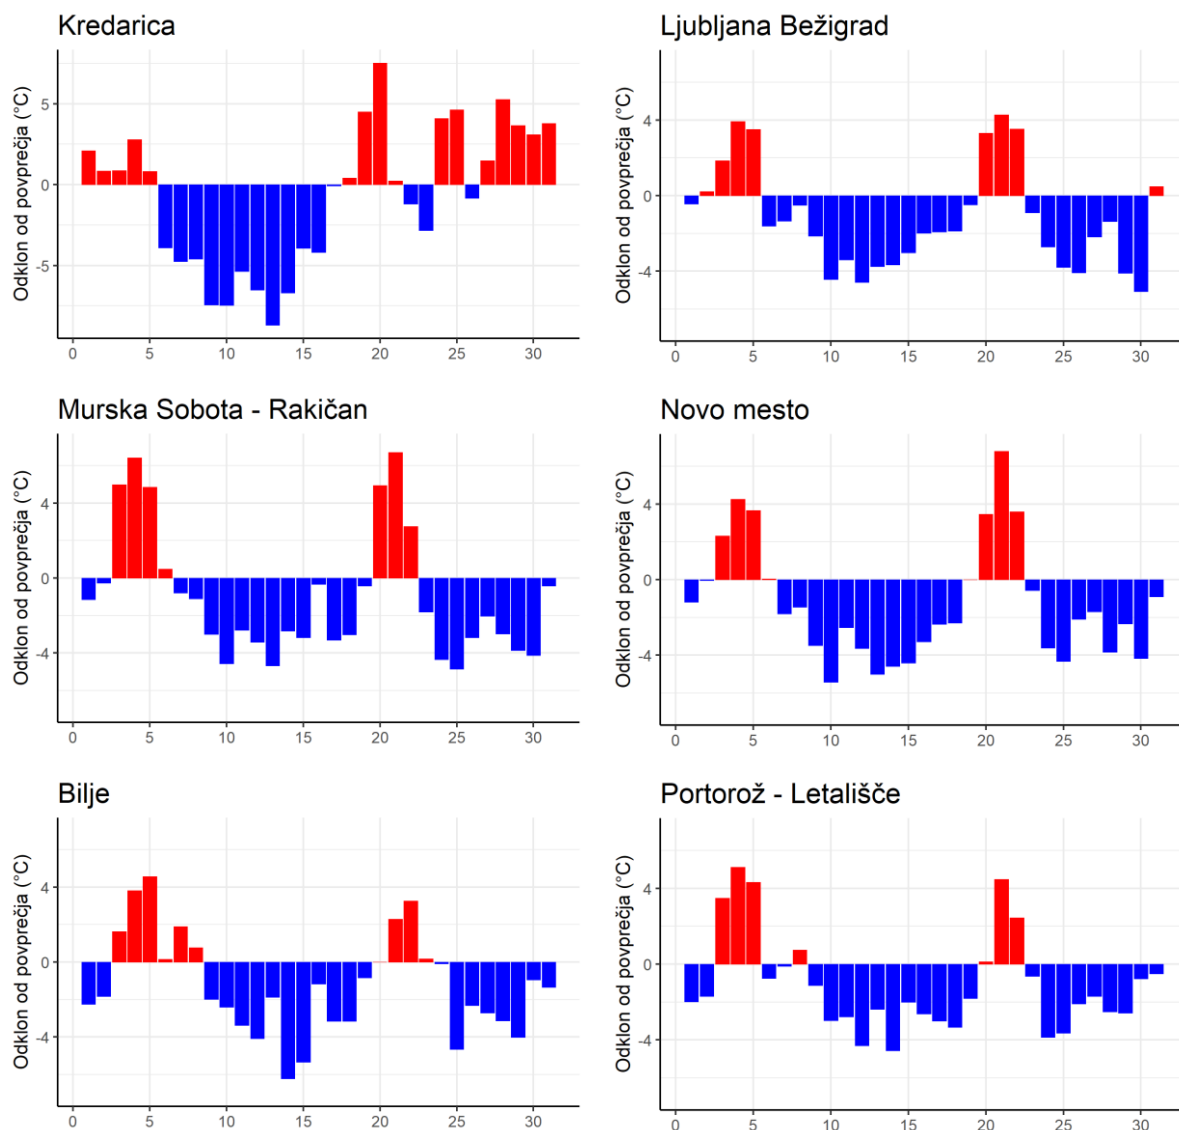 Kredarica
Odklon od povprečja (°C)
5
0
-5
0 5 10 15 20 25 30
Ljubljana Bežigrad
Odklon od povprečja (°C)
4
0
-4
0 5 10 15 20 25 30
Murska Sobota - Rakičan
Odklon od povprečja (°C)
4
0
-4
0 5 10 15 20 25 30
Novo mesto
Odklon od povprečja (°C)
4
0
-4
0 5 10 15 20 25 30
Bilje
Odklon od povprečja (°C)
4
0
-4
0 5 10 15 20 25 30
Portorož - Letališče
Odklon od povprečja (°C)
4
0
-4
0 5 10 15 20 25 30